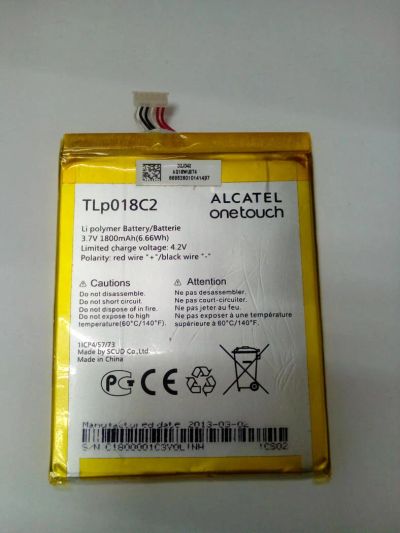 TLp018C2
ALCATEL
onetouch
Li polymer Battery/Batterie
3.7V 1800mAh(6.66Wh)
Limited charge voltage: 4.2V
Polarity: red wire "+"/black wire "-"
Cautions
Do not disassemble.
Do not short circuit.
Do not dispose in fire.
Do not expose to high
temperature(60°C/140°F).
Attention
Ne pas desassembler.
Ne pas court-circuiter.
Ne pas jeter au feu.
Ne pas exposer à une température
supérieure à 60°C/140°F.
1ICP4/57/73
Made by SCUD Co.,Ltd.
Made in China
PG
CE
Manufactured date 2013-03-02
S/N C1800001C3V0L1NH 1CS02